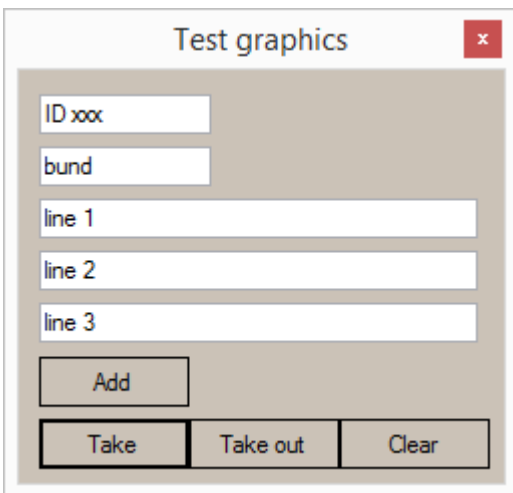 Test graphics x
ID xxx
bund
line 1
line 2
line 3
Add
Take Take out Clear